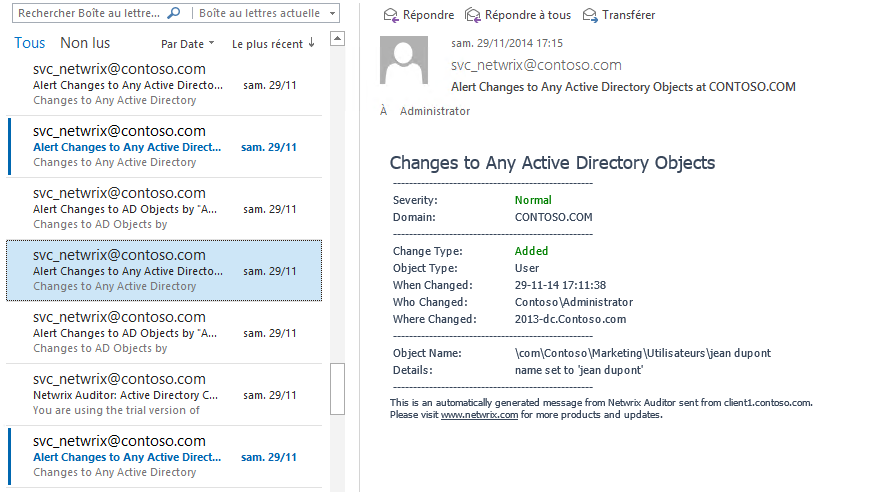 Rechercher Boîte au lettre...
Boîte au lettres actuelle
Tous Non lus Par Date Le plus récent
svc_netwrix@contoso.com
Alert Changes to Any Active Directo... sam. 29/11
Changes to Any Active Directory
svc_netwrix@contoso.com
Alert Changes to Any Active Direct... sam. 29/11
Changes to Any Active Directory
svc_netwrix@contoso.com
Alert Changes to AD Objects by "A... sam. 29/11
Changes to AD Objects by
svc_netwrix@contoso.com
Alert Changes to Any Active Directo... sam. 29/11
Changes to Any Active Directory
svc_netwrix@contoso.com
Alert Changes to AD Objects by "A... sam. 29/11
Changes to AD Objects by
svc_netwrix@contoso.com
Netwrix Auditor: Active Directory C... sam. 29/11
You are using the trial version of
svc_netwrix@contoso.com
Alert Changes to Any Active Direct... sam. 29/11
Changes to Any Active Directory
Répondre Répondre à tous Transférer
sam. 29/11/2014 17:15
svc_netwrix@contoso.com
Alert Changes to Any Active Directory Objects at CONTOSO.COM
À Administrator
Changes to Any Active Directory Objects
--------------------------------------------------
Severity: Normal
Domain: CONTOSO.COM
--------------------------------------------------
Change Type: Added
Object Type: User
When Changed: 29-11-14 17:11:38
Who Changed: Contoso\Administrator
Where Changed: 2013-dc.Contoso.com
--------------------------------------------------
Object Name: \com\Contoso\Marketing\Utilisateurs\jean dupont
Details: name set to 'jean dupont'
--------------------------------------------------
This is an automatically generated message from Netwrix Auditor sent from client1.contoso.com.
Please visit www.netwrix.com for more products and updates.